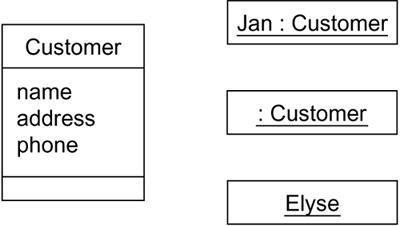 Customer
name
address
phone
Jan : Customer
: Customer
Elyse